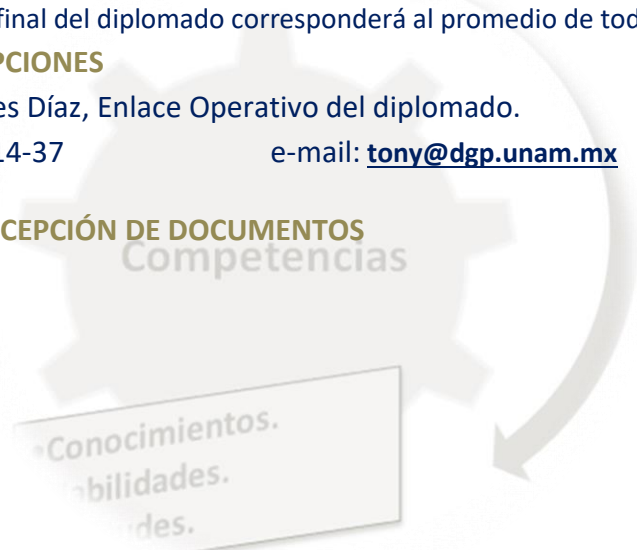 final del diplomado corresponderá al promedio de tod
PCIONES
es Díaz, Enlace Operativo del diplomado.
14-37 e-mail: tony@dgp.unam.mx
CEPCIÓN DE DOCUMENTOS
Competencias
Conocimientos.
abilidades.
udes.